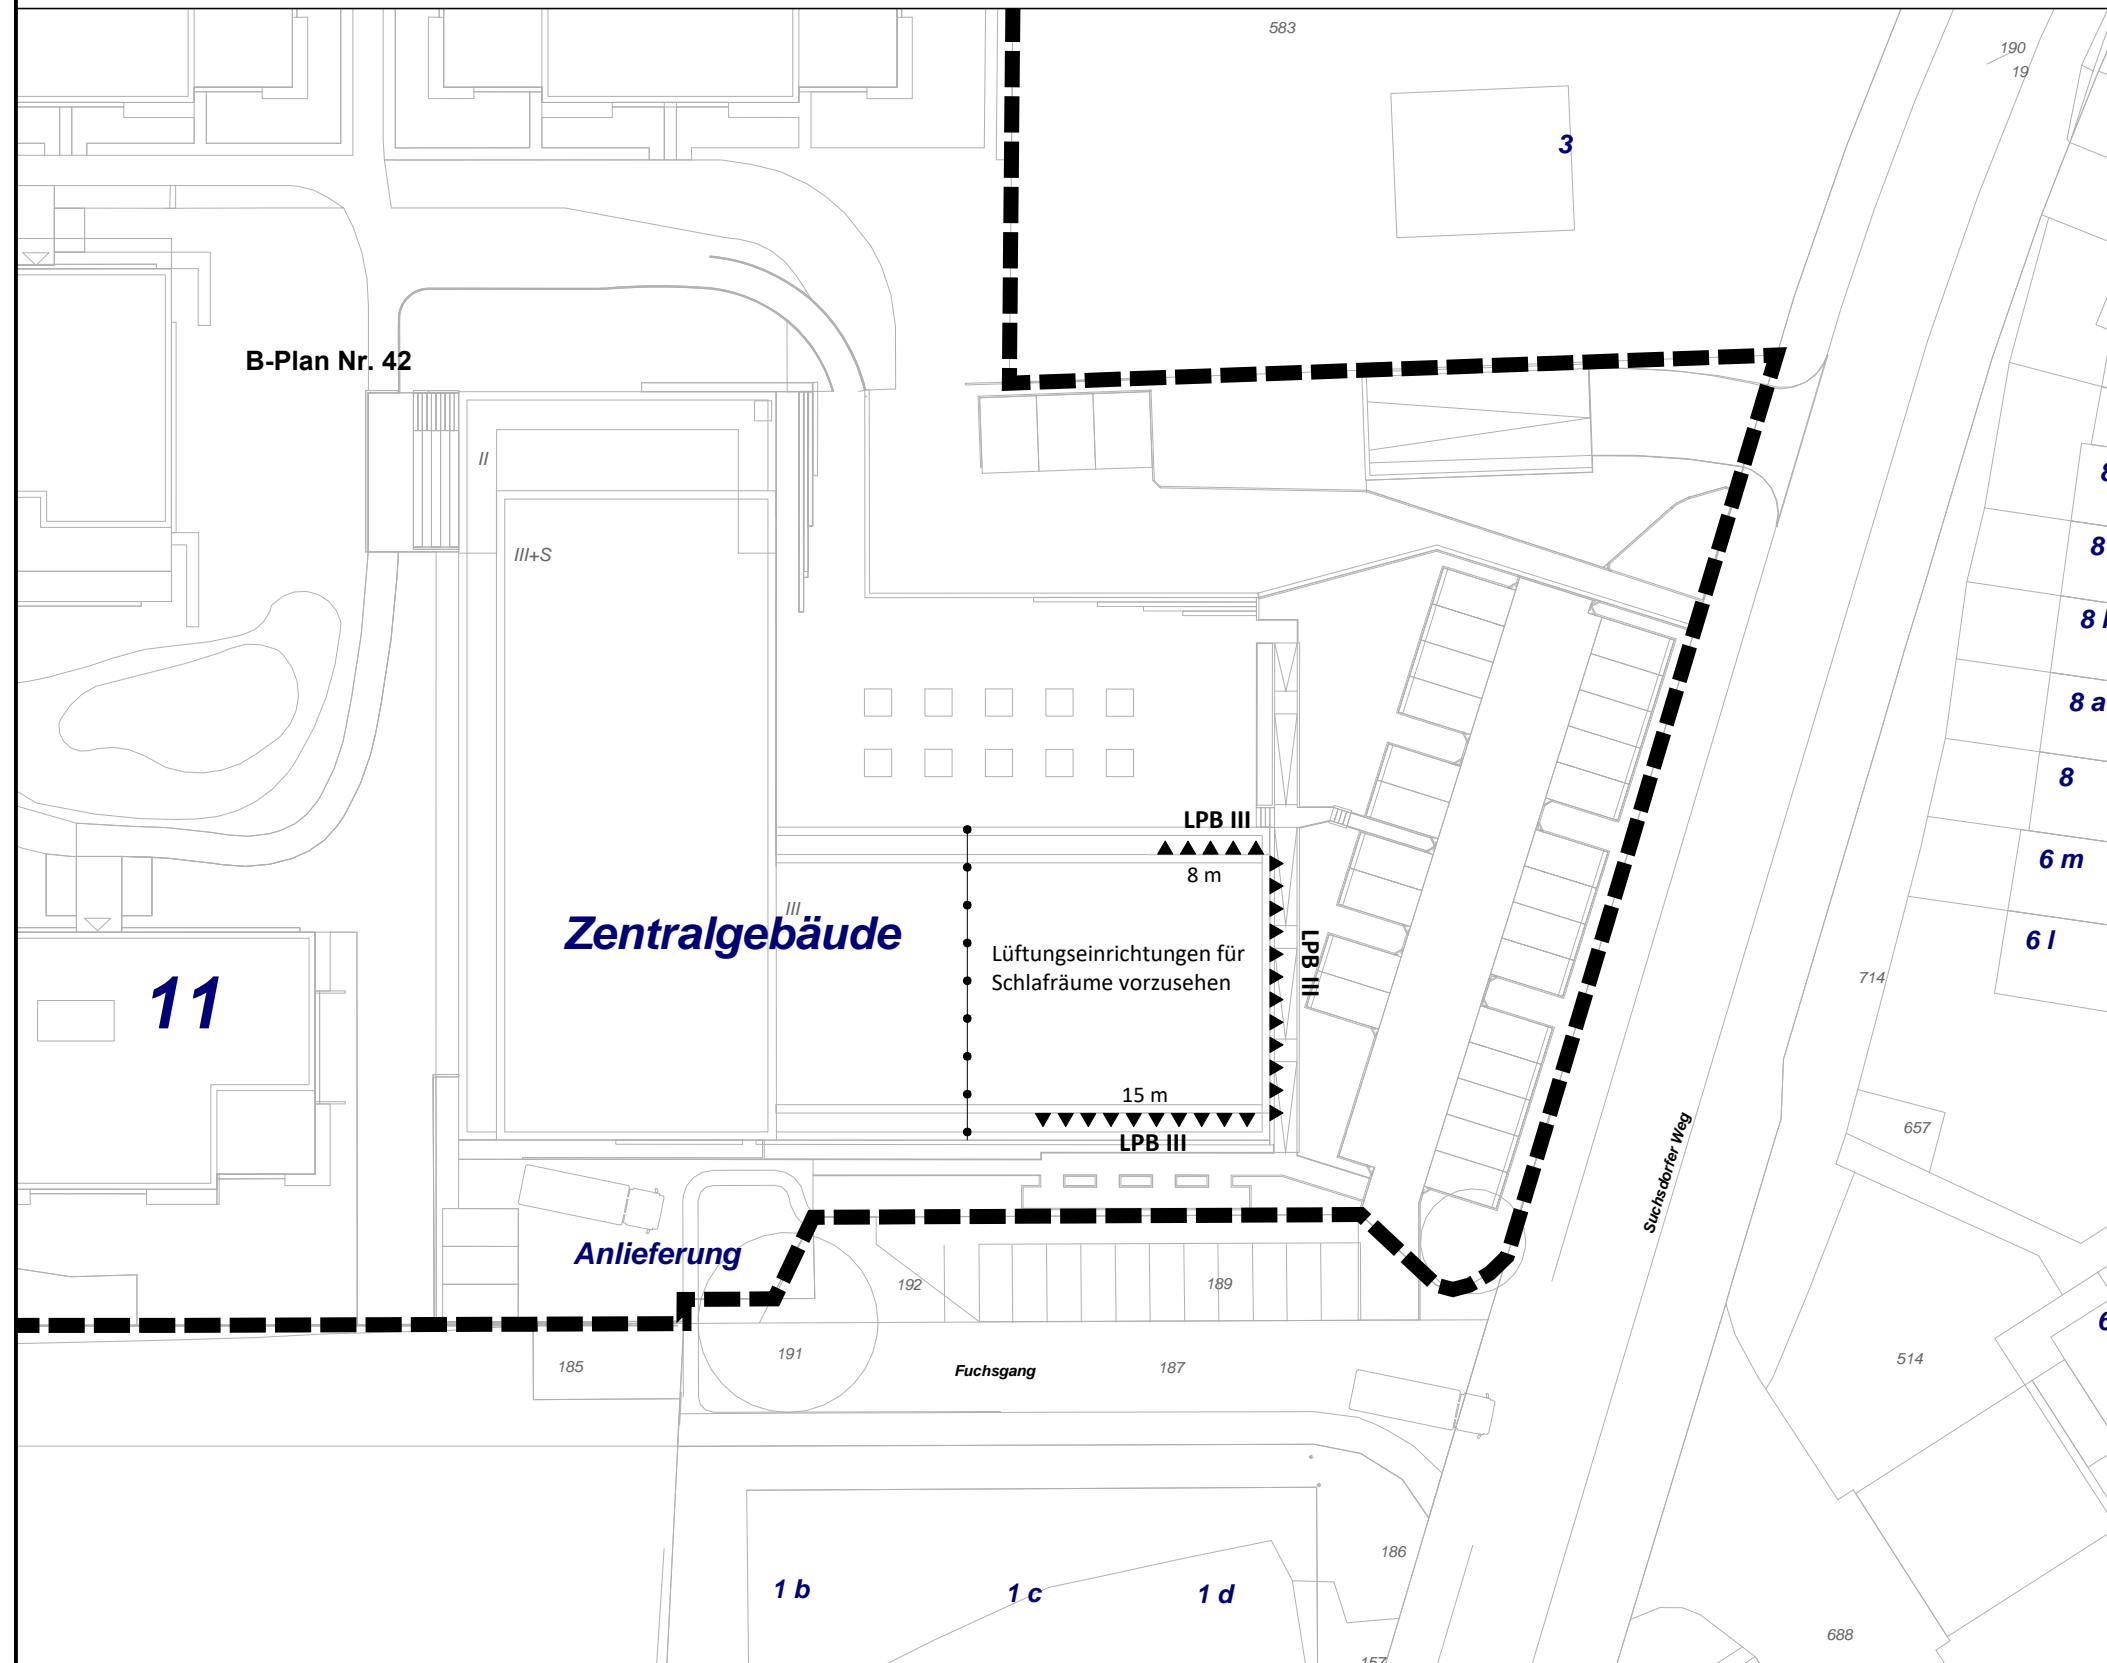 583
190
19
3
B-Plan Nr. 42
II
III+S
8
8 a
8
6 m
6 l
LPB III
8 m
III
Zentralgebäude
Lüftungseinrichtungen für
Schlafräume vorzusehen
LPB III
11
714
15 m
LPB III
657
Suchsdorfer Weg
Anlieferung
192
189
185
191
Fuchsgang
187
514
186
1 b
1 c
1 d
688
157